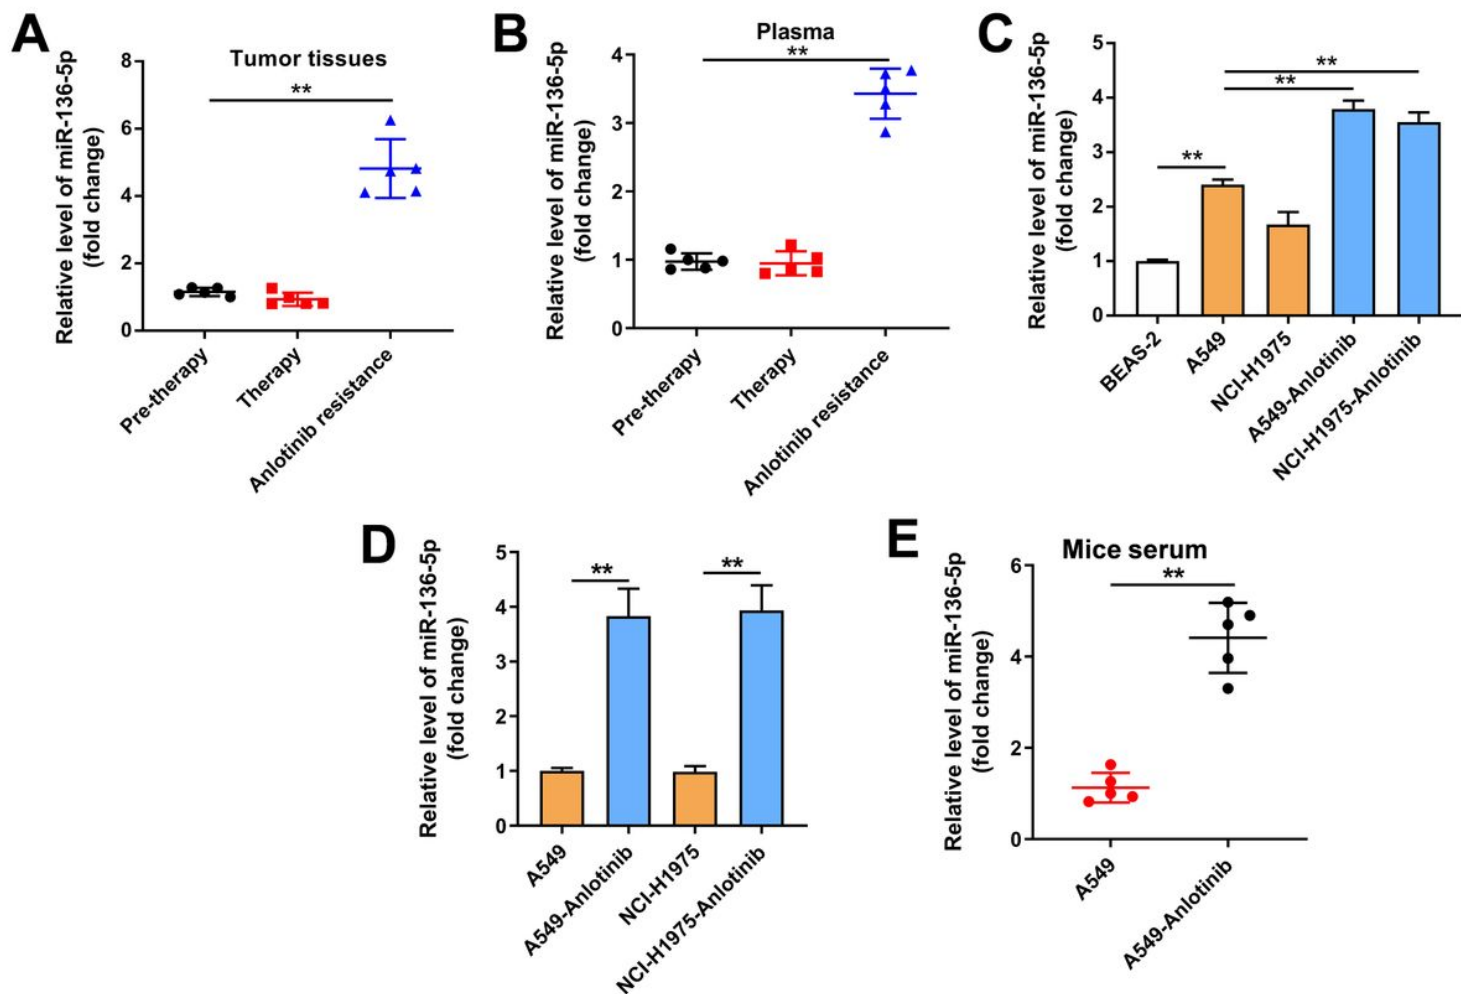 A
Tumor tissues
**
Relative level of miR-136-5p
(fold change)
8
6
4
2
0
Pre-therapy
Therapy
Anlotinib resistance
B
Plasma
**
Relative level of miR-136-5p
(fold change)
4
3
2
1
0
Pre-therapy
Therapy
Anlotinib resistance
C
Relative level of miR-136-5p
(fold change)
5
4
3
2
1
0
**
**
**
BEAS-2
A549
NCI-H1975
A549-Anlotinib
NCI-H1975-Anlotinib
D
Relative level of miR-136-5p
(fold change)
5
4
3
2
1
0
**
**
A549
A549-Anlotinib
NCI-H1975
NCI-H1975-Anlotinib
E
Mice serum
**
Relative level of miR-136-5p
(fold change)
6
4
2
0
A549
A549-Anlotinib